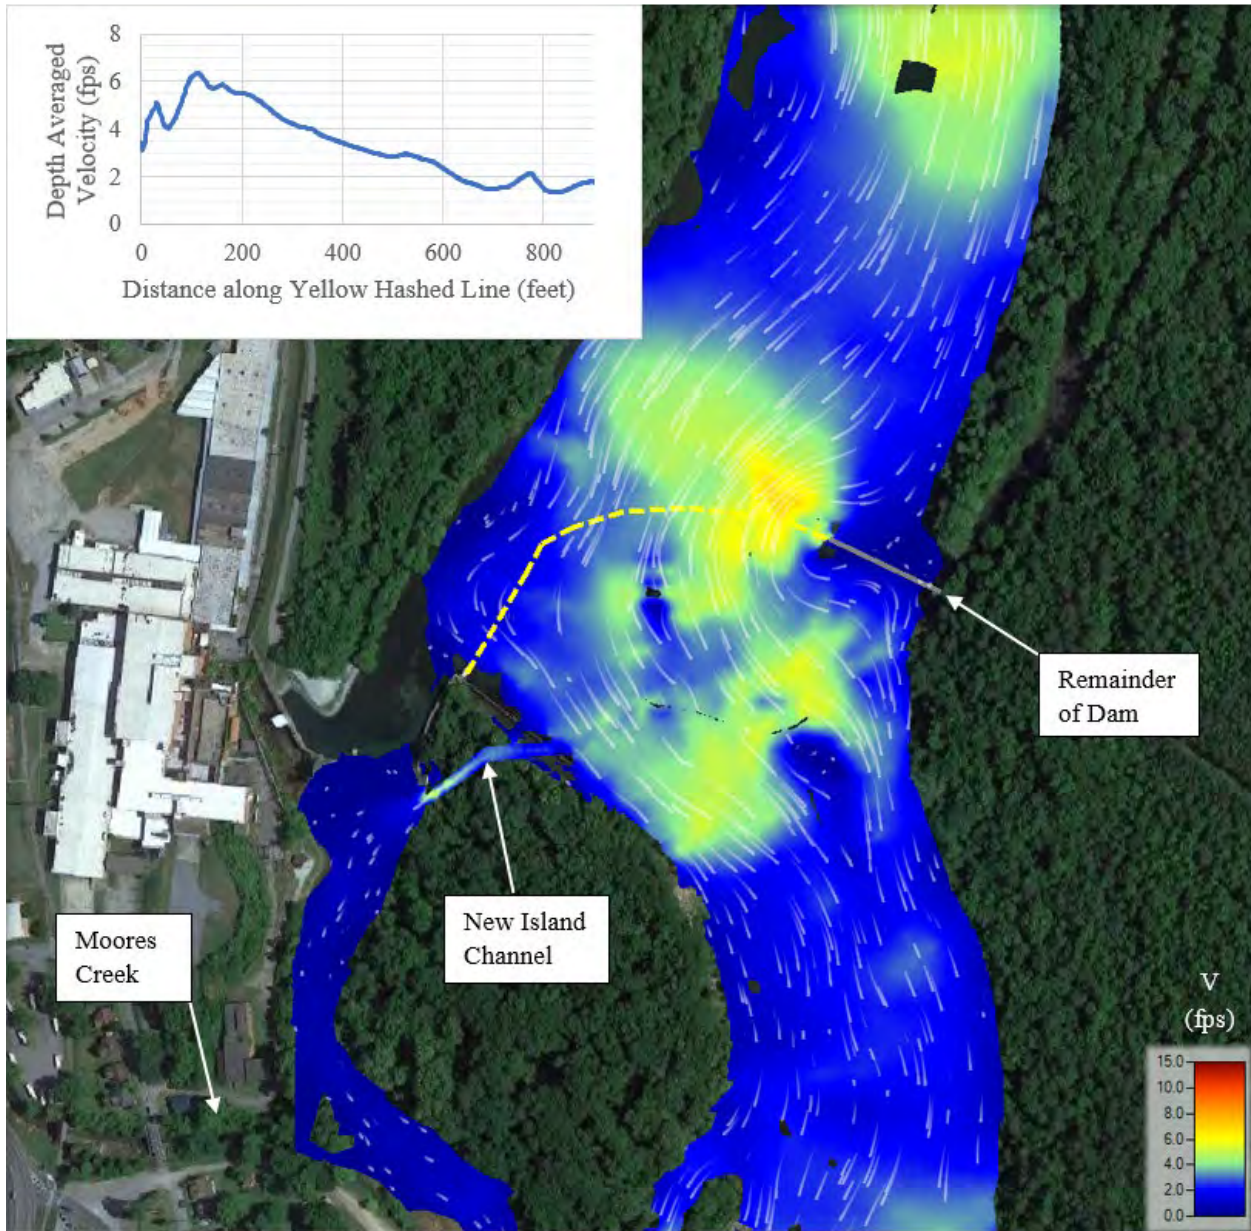 8
6
4
2
0
Depth Averaged
Velocity (fps)
0 200 400 600 800
Distance along Yellow Hashed Line (feet)
Remainder
of Dam
New Island
Channel
Moores
Creek
V
(fps)
15.0
10.0
8.0
6.0
4.0
2.0
0.0